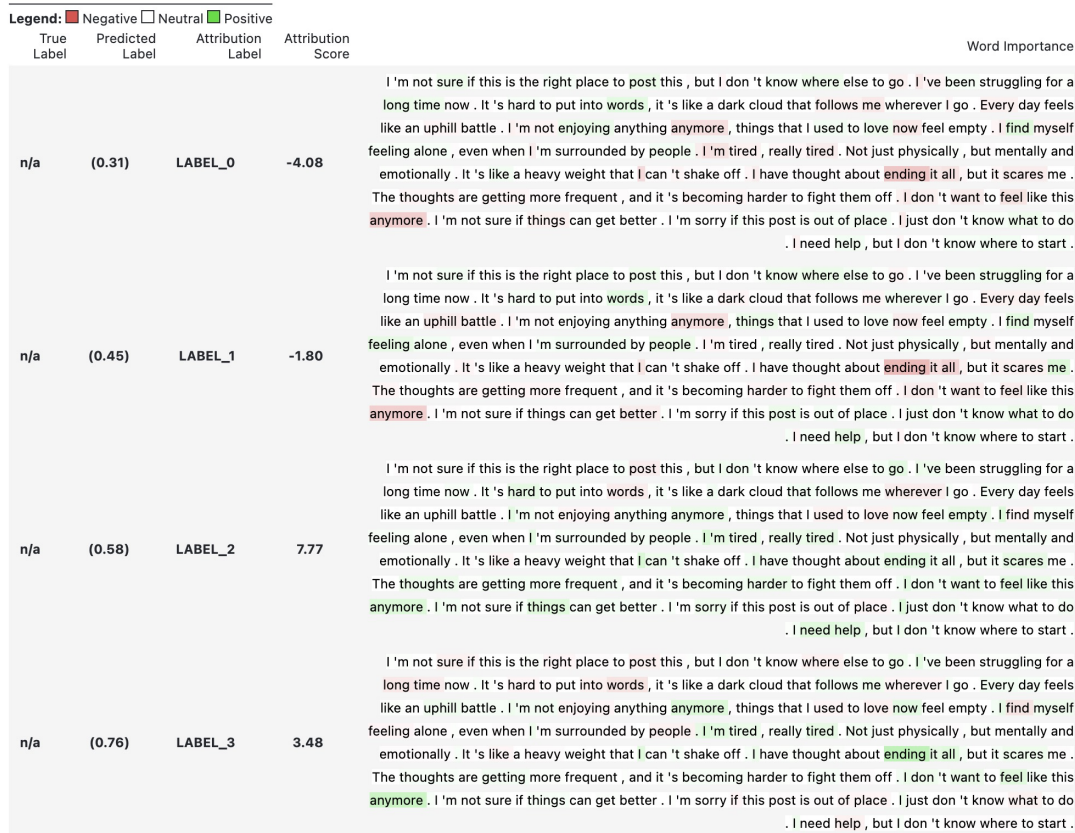 Legend: Negative Neutral Positive
True Label Predicted Label Attribution Label Attribution Score Word Importance
n/a (0.31) LABEL_0 -4.08
I 'm not sure if this is the right place to post this , but I don 't know where else to go . I 've been struggling for a
long time now . It 's hard to put into words , it 's like a dark cloud that follows me wherever I go . Every day feels
like an uphill battle . I 'm not enjoying anything anymore , things that I used to love now feel empty . I find myself
feeling alone , even when I 'm surrounded by people . I 'm tired , really tired . Not just physically , but mentally and
emotionally . It 's like a heavy weight that I can 't shake off . I have thought about ending it all , but it scares me .
The thoughts are getting more frequent , and it 's becoming harder to fight them off . I don 't want to feel like this
anymore . I 'm not sure if things can get better . I 'm sorry if this post is out of place . I just don 't know what to do
. I need help , but I don 't know where to start .
n/a (0.45) LABEL_1 -1.80
I 'm not sure if this is the right place to post this , but I don 't know where else to go . I 've been struggling for a
long time now . It 's hard to put into words , it 's like a dark cloud that follows me wherever I go . Every day feels
like an uphill battle . I 'm not enjoying anything anymore , things that I used to love now feel empty . I find myself
feeling alone , even when I 'm surrounded by people . I 'm tired , really tired . Not just physically , but mentally and
emotionally . It 's like a heavy weight that I can 't shake off . I have thought about ending it all , but it scares me .
The thoughts are getting more frequent , and it 's becoming harder to fight them off . I don 't want to feel like this
anymore . I 'm not sure if things can get better . I 'm sorry if this post is out of place . I just don 't know what to do
. I need help , but I don 't know where to start .
n/a (0.58) LABEL_2 7.77
I 'm not sure if this is the right place to post this , but I don 't know where else to go . I 've been struggling for a
long time now . It 's hard to put into words , it 's like a dark cloud that follows me wherever I go . Every day feels
like an uphill battle . I 'm not enjoying anything anymore , things that I used to love now feel empty . I find myself
feeling alone , even when I 'm surrounded by people . I 'm tired , really tired . Not just physically , but mentally and
emotionally . It 's like a heavy weight that I can 't shake off . I have thought about ending it all , but it scares me .
The thoughts are getting more frequent , and it 's becoming harder to fight them off . I don 't want to feel like this
anymore . I 'm not sure if things can get better . I 'm sorry if this post is out of place . I just don 't know what to do
. I need help , but I don 't know where to start .
n/a (0.76) LABEL_3 3.48
I 'm not sure if this is the right place to post this , but I don 't know where else to go . I 've been struggling for a
long time now . It 's hard to put into words , it 's like a dark cloud that follows me wherever I go . Every day feels
like an uphill battle . I 'm not enjoying anything anymore , things that I used to love now feel empty . I find myself
feeling alone , even when I 'm surrounded by people . I 'm tired , really tired . Not just physically , but mentally and
emotionally . It 's like a heavy weight that I can 't shake off . I have thought about ending it all , but it scares me .
The thoughts are getting more frequent , and it 's becoming harder to fight them off . I don 't want to feel like this
anymore . I 'm not sure if things can get better . I 'm sorry if this post is out of place . I just don 't know what to do
. I need help , but I don 't know where to start .